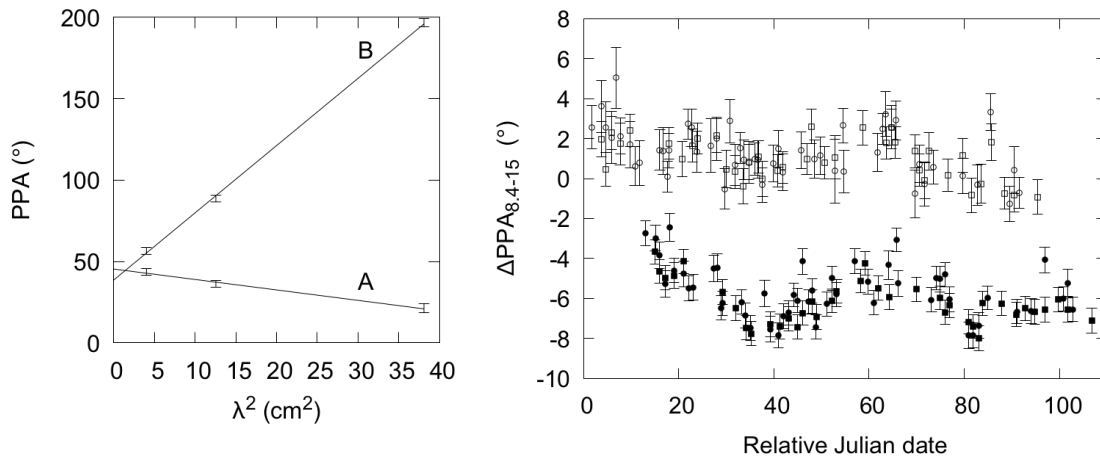 200
150
100
50
0
PPA (°)
B
A
0 5 10 15 20 25 30 35 40
λ² (cm²)
8
6
4
2
0
-2
-4
-6
-8
-10
ΔPPA₈.₄₋₁₅ (°)
0 20 40 60 80 100
Relative Julian date